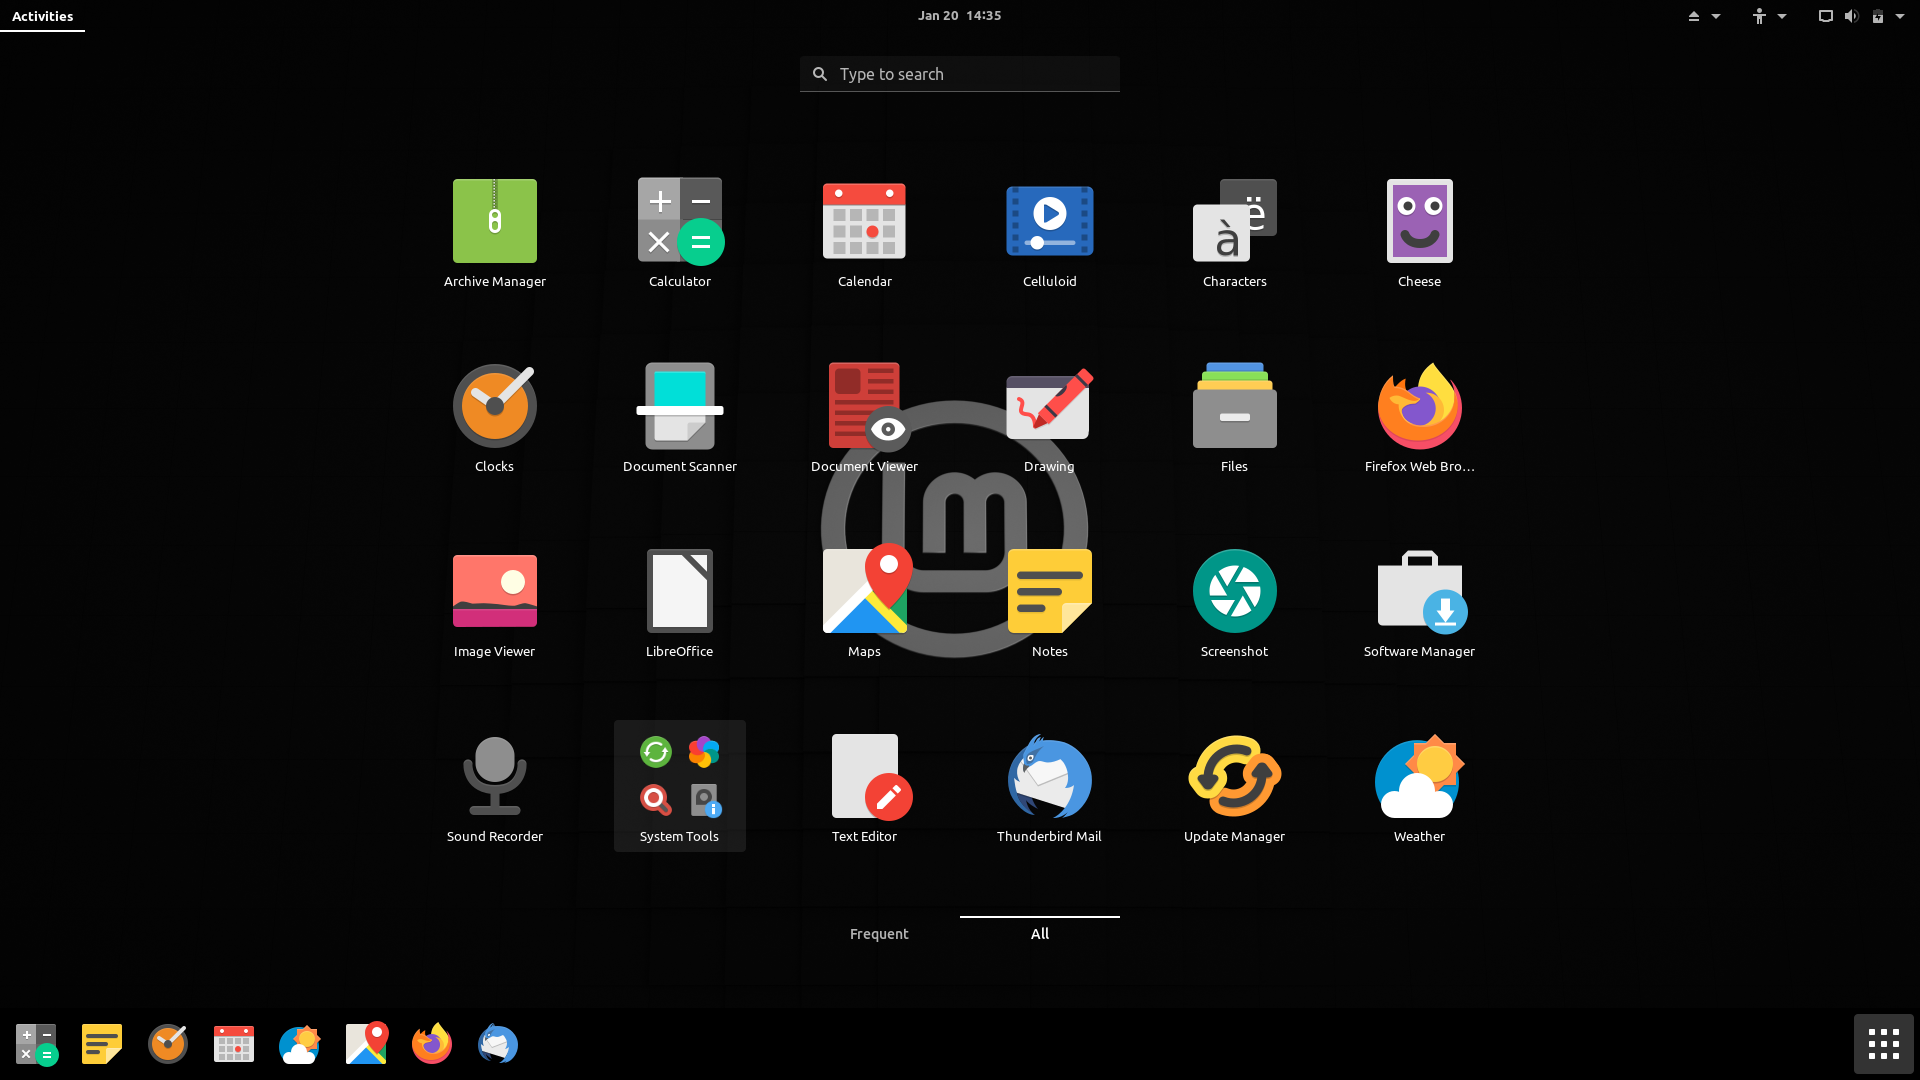 Activities
Jan 20 14:35
Type to search
Archive Manager
Calculator
Calendar
Celluloid
Characters
Cheese
Clocks
Document Scanner
Document Viewer
Drawing
Files
Firefox Web Bro…
Image Viewer
LibreOffice
Maps
Notes
Screenshot
Software Manager
Sound Recorder
System Tools
Text Editor
Thunderbird Mail
Update Manager
Weather
Frequent
All